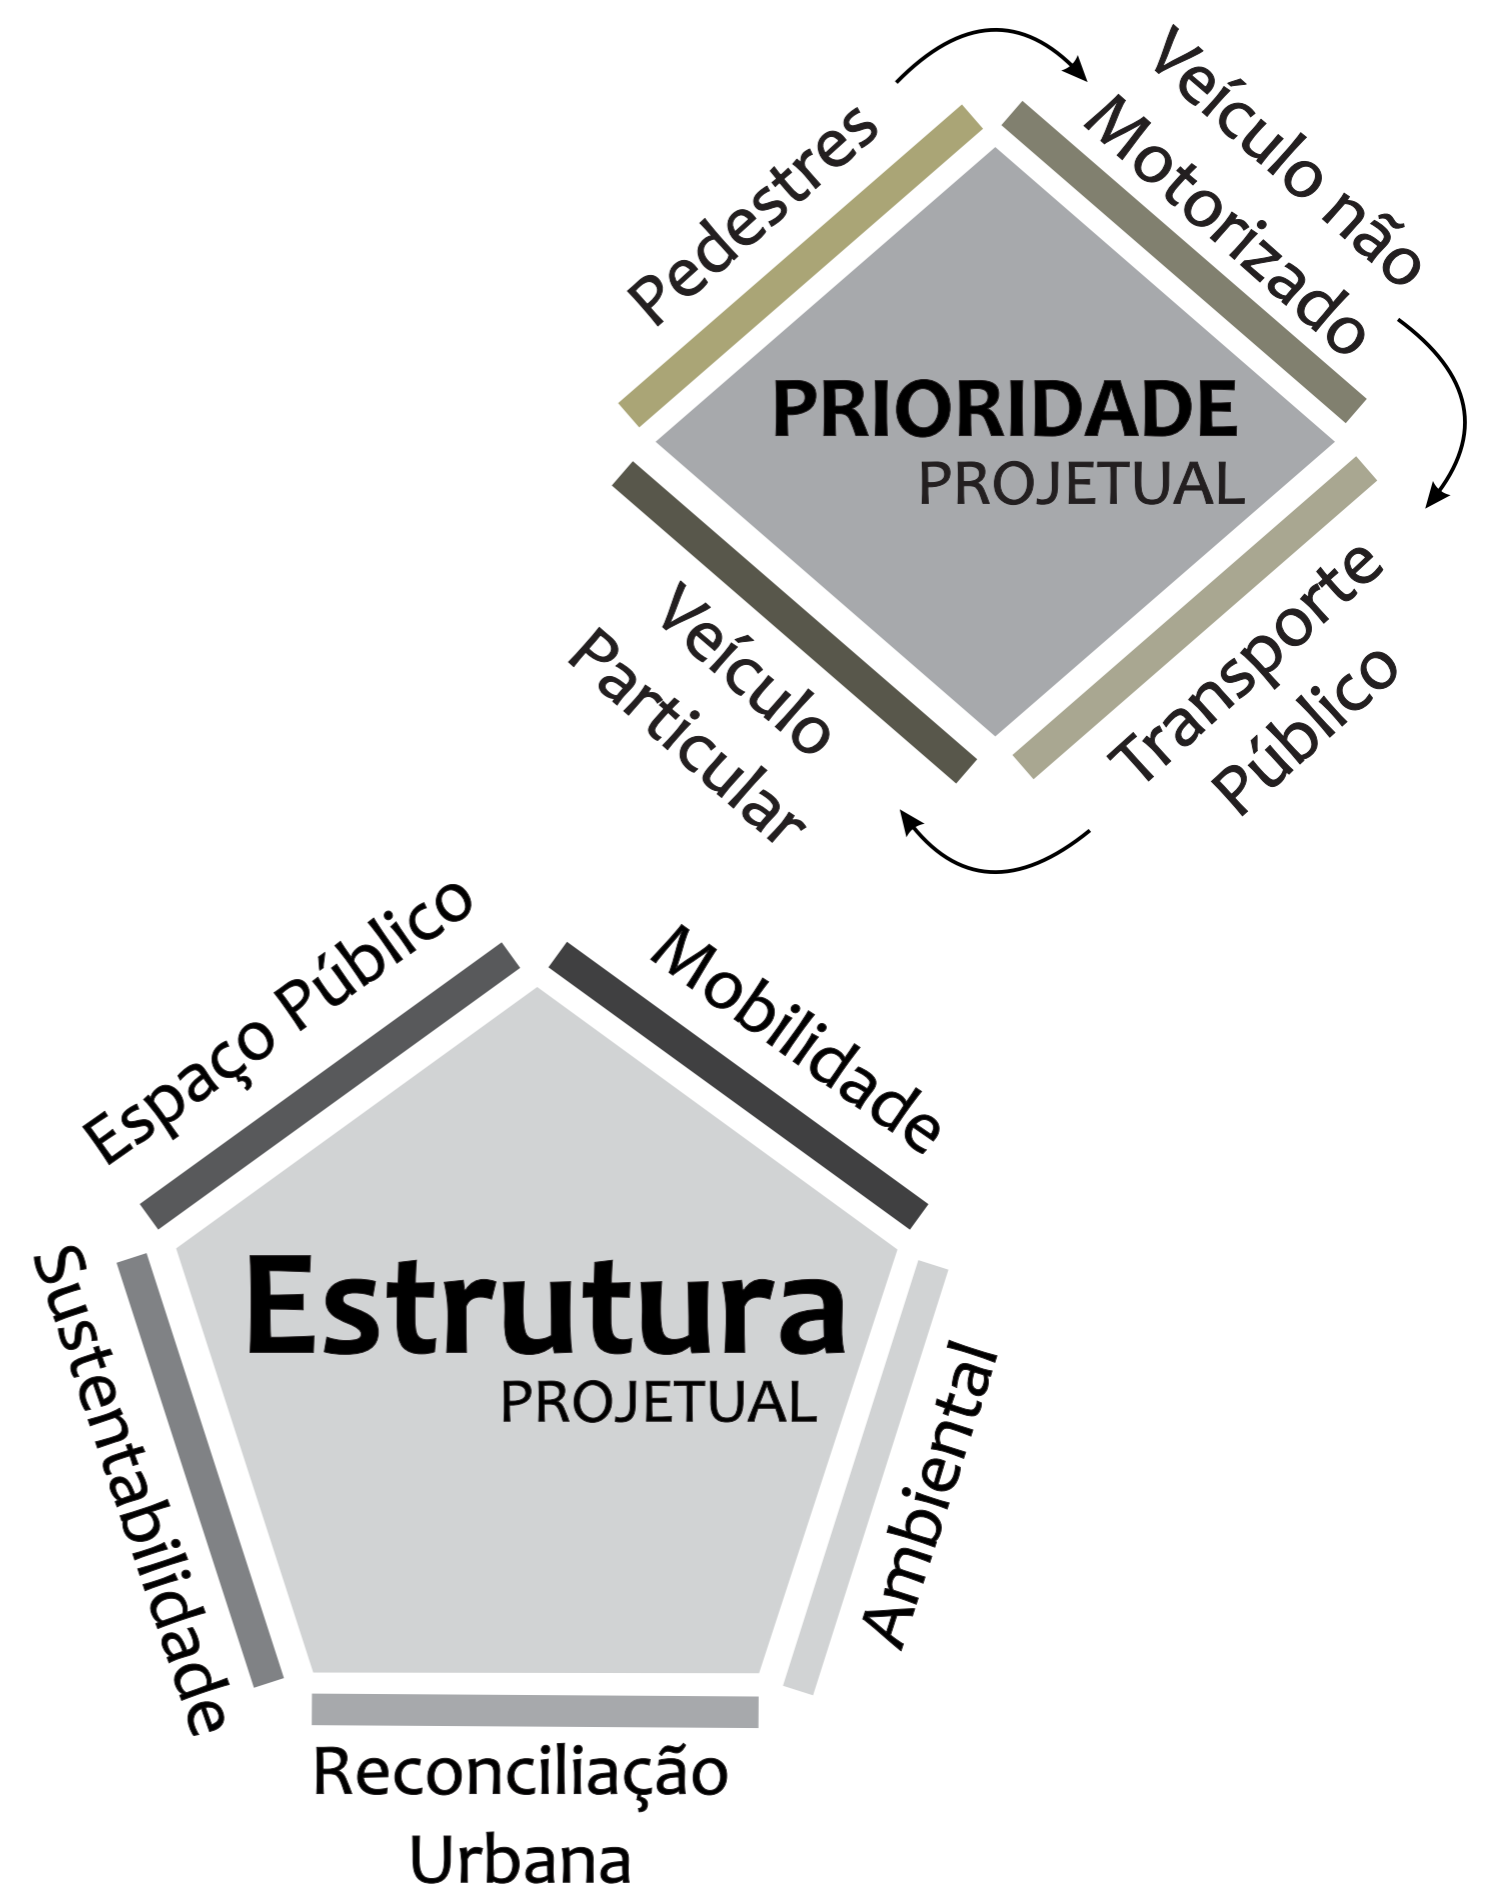 Pedestres
Veículo não
Motorizado
PRIORIDADE
PROJETUAL
Transporte
Público
Veículo
Particular
Espaço Público
Mobilidade
Estrutura
PROJETUAL
Sustentabilidade
Ambiental
Reconciliação
Urbana